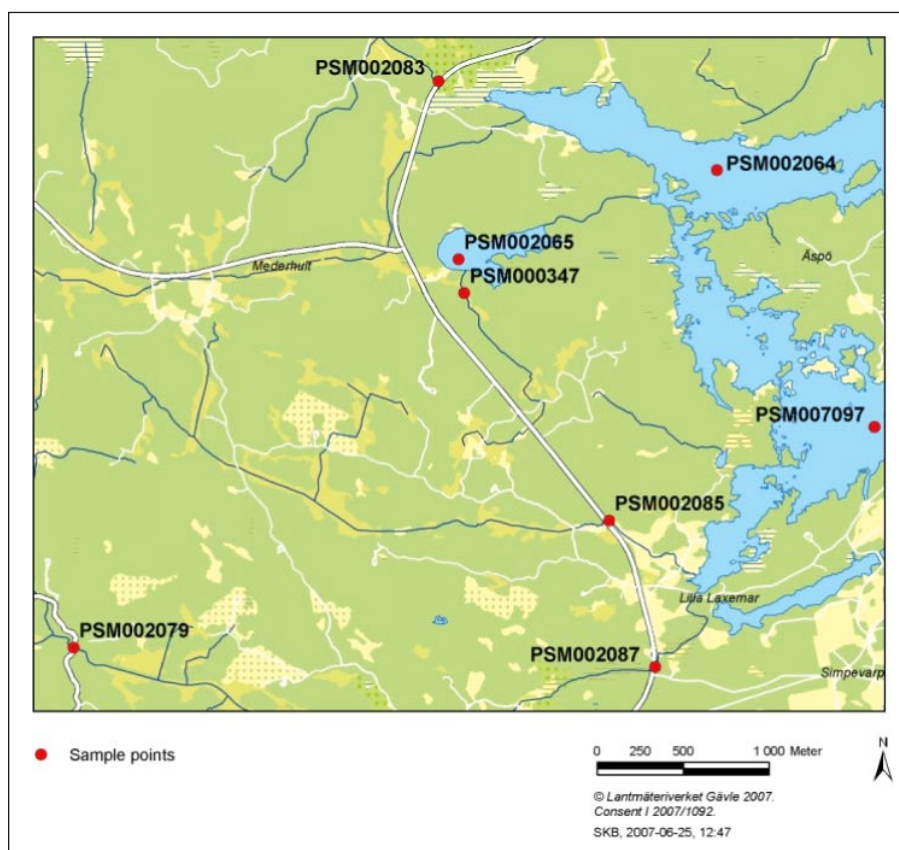 PSM002083
PSM002064
PSM002065
Mederhult
Äspö
PSM000347
PSM007097
PSM002085
Lilla Laxemar
PSM002079
PSM002087
Simpevarp
Sample points
0 250 500 1 000 Meter
N
© Lantmäteriverket Gävle 2007.
Consent I 2007/1092.
SKB, 2007-06-25, 12:47